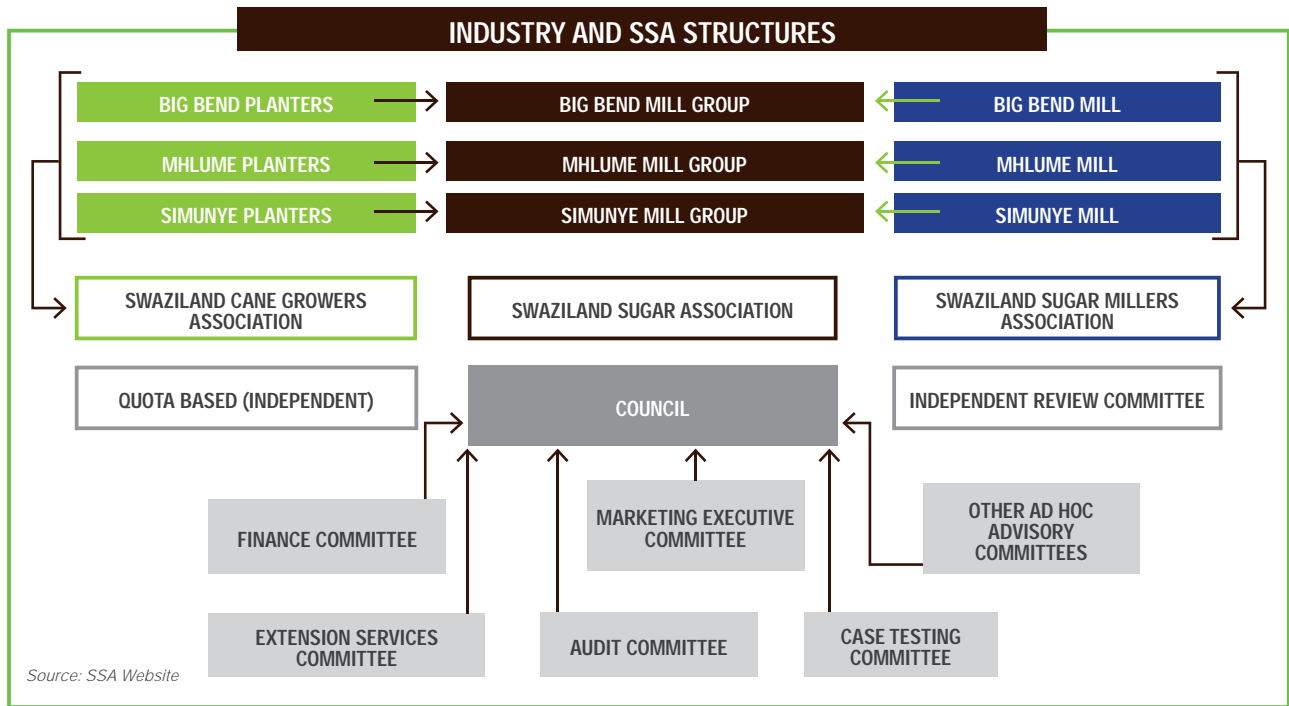 INDUSTRY AND SSA STRUCTURES
BIG BEND PLANTERS
BIG BEND MILL GROUP
BIG BEND MILL
MHLUME PLANTERS
MHLUME MILL GROUP
MHLUME MILL
SIMUNYE PLANTERS
SIMUNYE MILL GROUP
SIMUNYE MILL
SWAZILAND CANE GROWERS
ASSOCIATION
SWAZILAND SUGAR ASSOCIATION
SWAZILAND SUGAR MILLERS
ASSOCIATION
QUOTA BASED (INDEPENDENT)
COUNCIL
INDEPENDENT REVIEW COMMITTEE
FINANCE COMMITTEE
MARKETING EXECUTIVE
COMMITTEE
OTHER AD HOC
ADVISORY
COMMITTEES
EXTENSION SERVICES
COMMITTEE
AUDIT COMMITTEE
CASE TESTING
COMMITTEE
Source: SSA Website